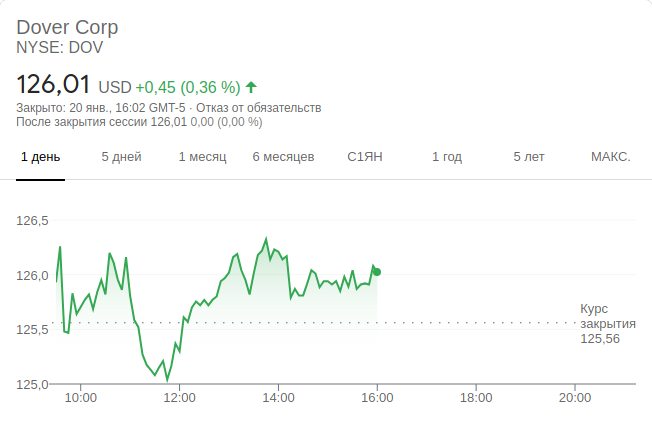 Dover Corp
NYSE: DOV
126,01 USD +0,45 (0,36 %)
Закрыто: 20 янв., 16:02 GMT-5 · Отказ от обязательств
После закрытия сессии 126,01 0,00 (0,00 %)
1 день 5 дней 1 месяц 6 месяцев С1ЯН 1 год 5 лет МАКС.
126,5
126,0
125,5
125,0
Курс
закрытия
125,56
10:00 12:00 14:00 16:00 18:00 20:00